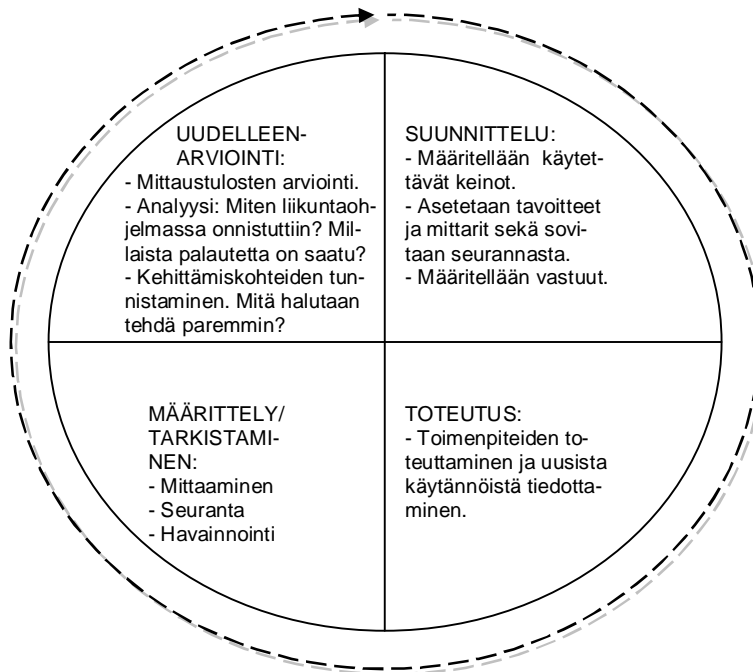 UUDELLEEN-
ARVIOINTI:
- Mittaustulosten arviointi.
- Analyysi: Miten liikuntaoh-
jelmassa onnistuttiin? Mil-
laista palautetta on saatu?
- Kehittämiskohteiden tun-
nistaminen. Mitä halutaan
tehdä paremmin?
SUUNNITTELU:
- Määritellään käytet-
tävät keinot.
- Asetetaan tavoitteet
ja mittarit sekä sovi-
taan seurannasta.
- Määritellään vastuut.
MÄÄRITTELY/
TARKISTAMI-
NEN:
- Mittaaminen
- Seuranta
- Havainnointi
TOTEUTUS:
- Toimenpiteiden to-
teuttaminen ja uusista
käytännöistä tiedotta-
minen.